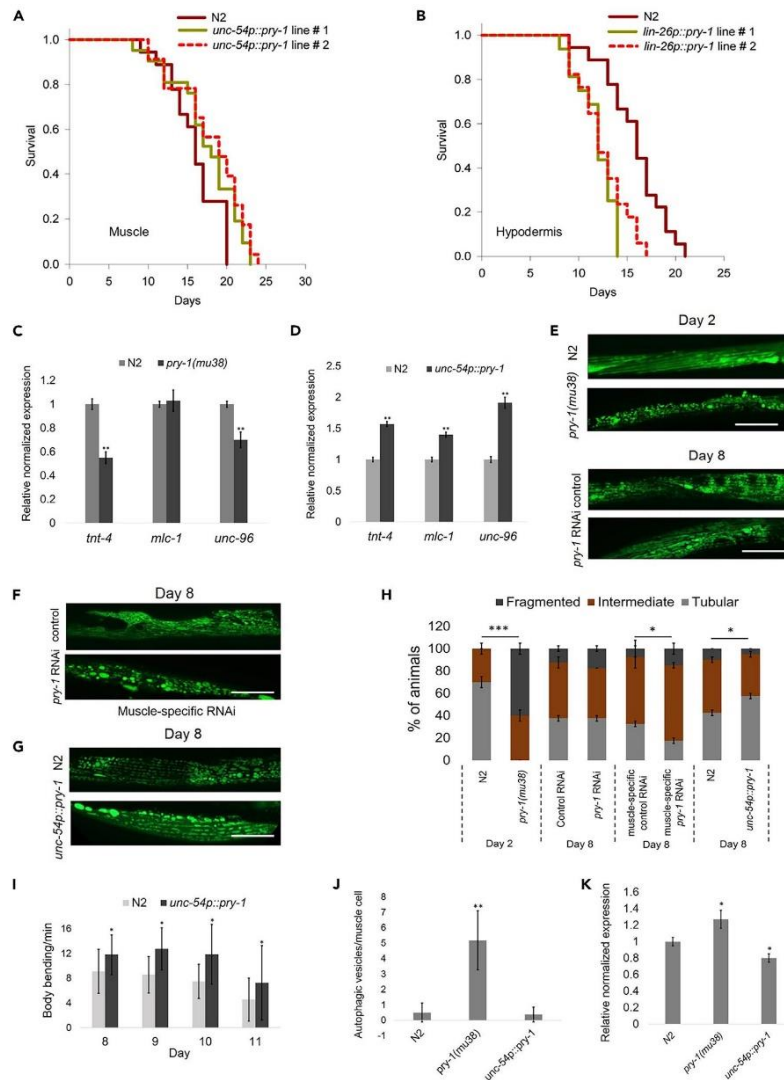 A
N2
unc-54p::pry-1 line # 1
unc-54p::pry-1 line # 2
Survival
1.0
0.8
0.6
0.4
0.2
0.0
Muscle
0 5 10 15 20 25 30
Days
B
N2
lin-26p::pry-1 line # 1
lin-26p::pry-1 line # 2
Survival
1.0
0.8
0.6
0.4
0.2
0.0
Hypodermis
0 5 10 15 20 25
Days
C
N2 pry-1(mu38)
Relative normalized expression
1.2
1
0.8
0.6
0.4
0.2
0
**
**
tnt-4 mlc-1 unc-96
D
N2 unc-54p::pry-1
Relative normalized expression
2.5
2
1.5
1
0.5
0
**
**
**
tnt-4 mlc-1 unc-96
E
Day 2
N2
pry-1(mu38)
Day 8
control
pry-1 RNAi
F
Day 8
control
pry-1 RNAi
Muscle-specific RNAi
G
Day 8
N2
unc-54p::pry-1
H
Fragmented Intermediate Tubular
% of animals
120
100
80
60
40
20
0
***
*
*
N2
pry-1(mu38)
Control RNAi
pry-1 RNAi
muscle-specific
control RNAi
muscle-specific
pry-1 RNAi
N2
unc-54p::pry-1
Day 2 Day 8 Day 8 Day 8
I
N2 unc-54p::pry-1
Body bending/min
16
12
8
4
0
* * * *
8 9 10 11
Day
J
Autophagic vesicles/muscle cell
8
7
6
5
4
3
2
1
0
**
N2
pry-1(mu38)
unc-54p::pry-1
K
Relative normalized expression
1.6
1.4
1.2
1.0
0.8
0.6
0.4
0.2
0
*
*
N2
pry-1(mu38)
unc-54p::pry-1